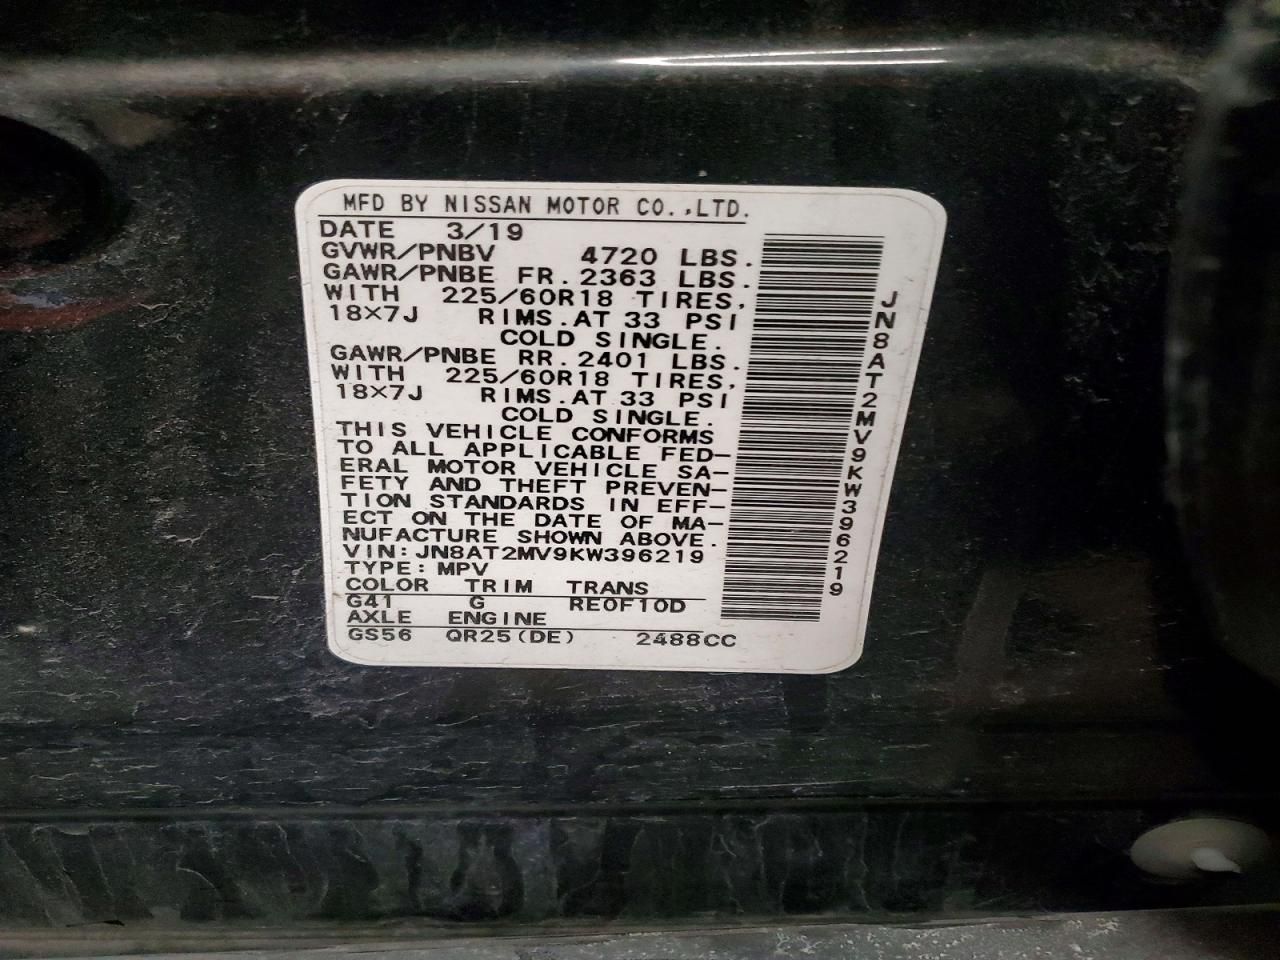 MFD BY NISSAN MOTOR CO.,LTD.
DATE 3/19
GVWR/PNBV 4720 LBS.
GAWR/PNBE FR. 2363 LBS.
WITH 225/60R18 TIRES,
18×7J RIMS.AT 33 PSI
COLD SINGLE.
GAWR/PNBE RR. 2401 LBS.
WITH 225/60R18 TIRES,
18×7J RIMS.AT 33 PSI
COLD SINGLE.
THIS VEHICLE CONFORMS
TO ALL APPLICABLE FED-
ERAL MOTOR VEHICLE SA-
FETY AND THEFT PREVEN-
TION STANDARDS IN EFF-
ECT ON THE DATE OF MA-
NUFACTURE SHOWN ABOVE.
VIN:JN8AT2MV9KW396219
TYPE:MPV
COLOR TRIM TRANS
G41 G RE0F10D
AXLE ENGINE
GS56 QR25(DE) 2488CC
JN8AT2MV9KW396219